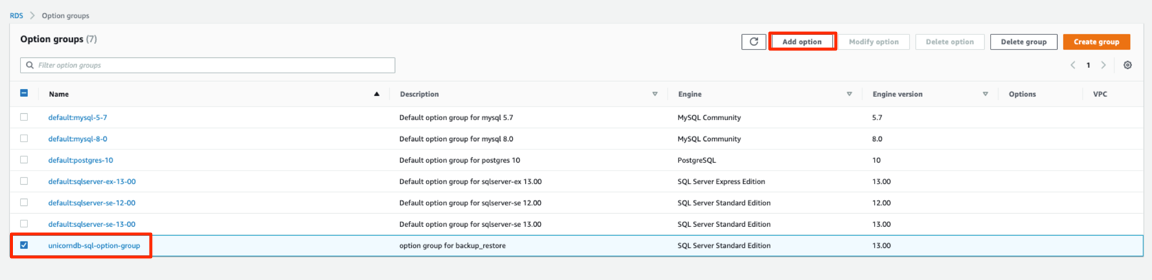 RDS > Option groups
Option groups (7)
Add option Modify option Delete option Delete group Create group
Filter option groups
< 1 >
Name Description Engine Engine version Options VPC
default:mysql-5-7 Default option group for mysql 5.7 MySQL Community 5.7
default:mysql-8-0 Default option group for mysql 8.0 MySQL Community 8.0
default:postgres-10 Default option group for postgres 10 PostgreSQL 10
default:sqlserver-ex-13-00 Default option group for sqlserver-ex 13.00 SQL Server Express Edition 13.00
default:sqlserver-se-12-00 Default option group for sqlserver-se 12.00 SQL Server Standard Edition 12.00
default:sqlserver-se-13-00 Default option group for sqlserver-se 13.00 SQL Server Standard Edition 13.00
unicorndb-sql-option-group option group for backup_restore SQL Server Standard Edition 13.00